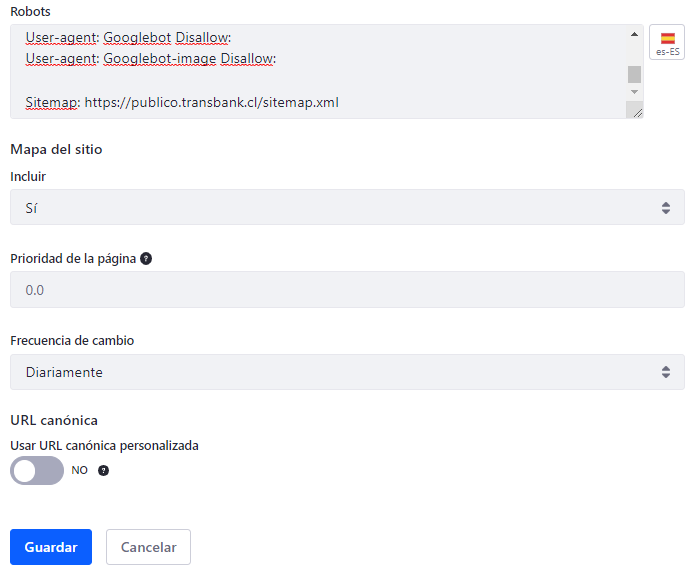 Robots
User-agent: Googlebot Disallow:
User-agent: Googlebot-image Disallow:
es-ES
Sitemap: https://publico.transbank.cl/sitemap.xml
Mapa del sitio
Incluir
Sí
Prioridad de la página ?
0.0
Frecuencia de cambio
Diariamente
URL canónica
Usar URL canónica personalizada
NO ?
Guardar Cancelar